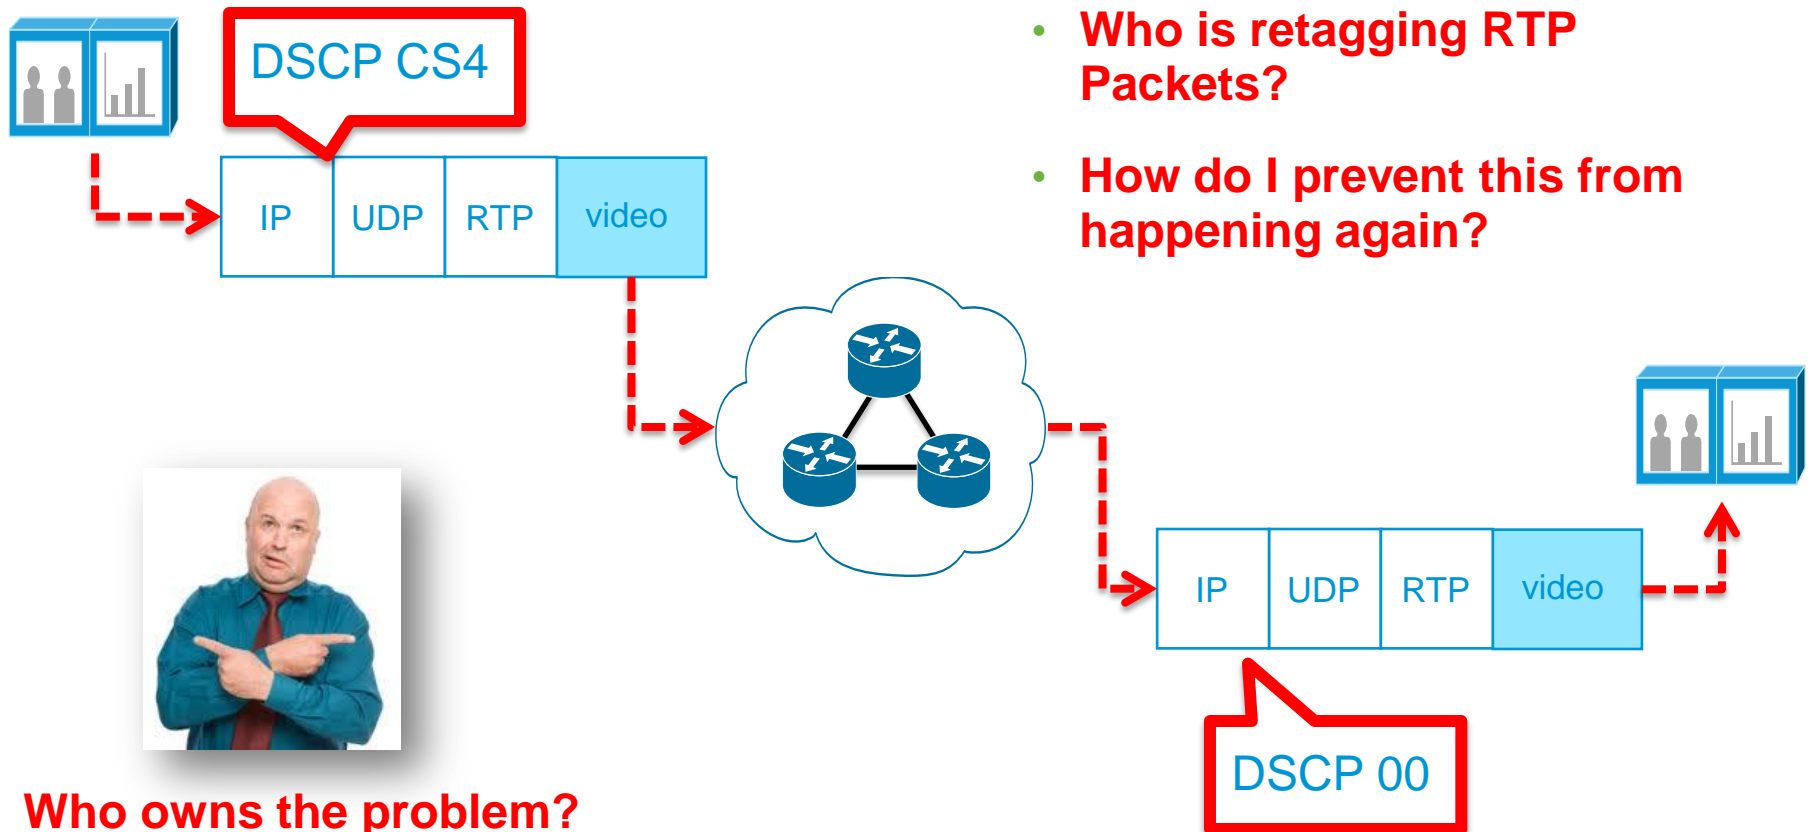 DSCP CS4
• Who is retagging RTP
Packets?
• How do I prevent this from
happening again?
IP UDP RTP video
IP UDP RTP video
DSCP 00
Who owns the problem?